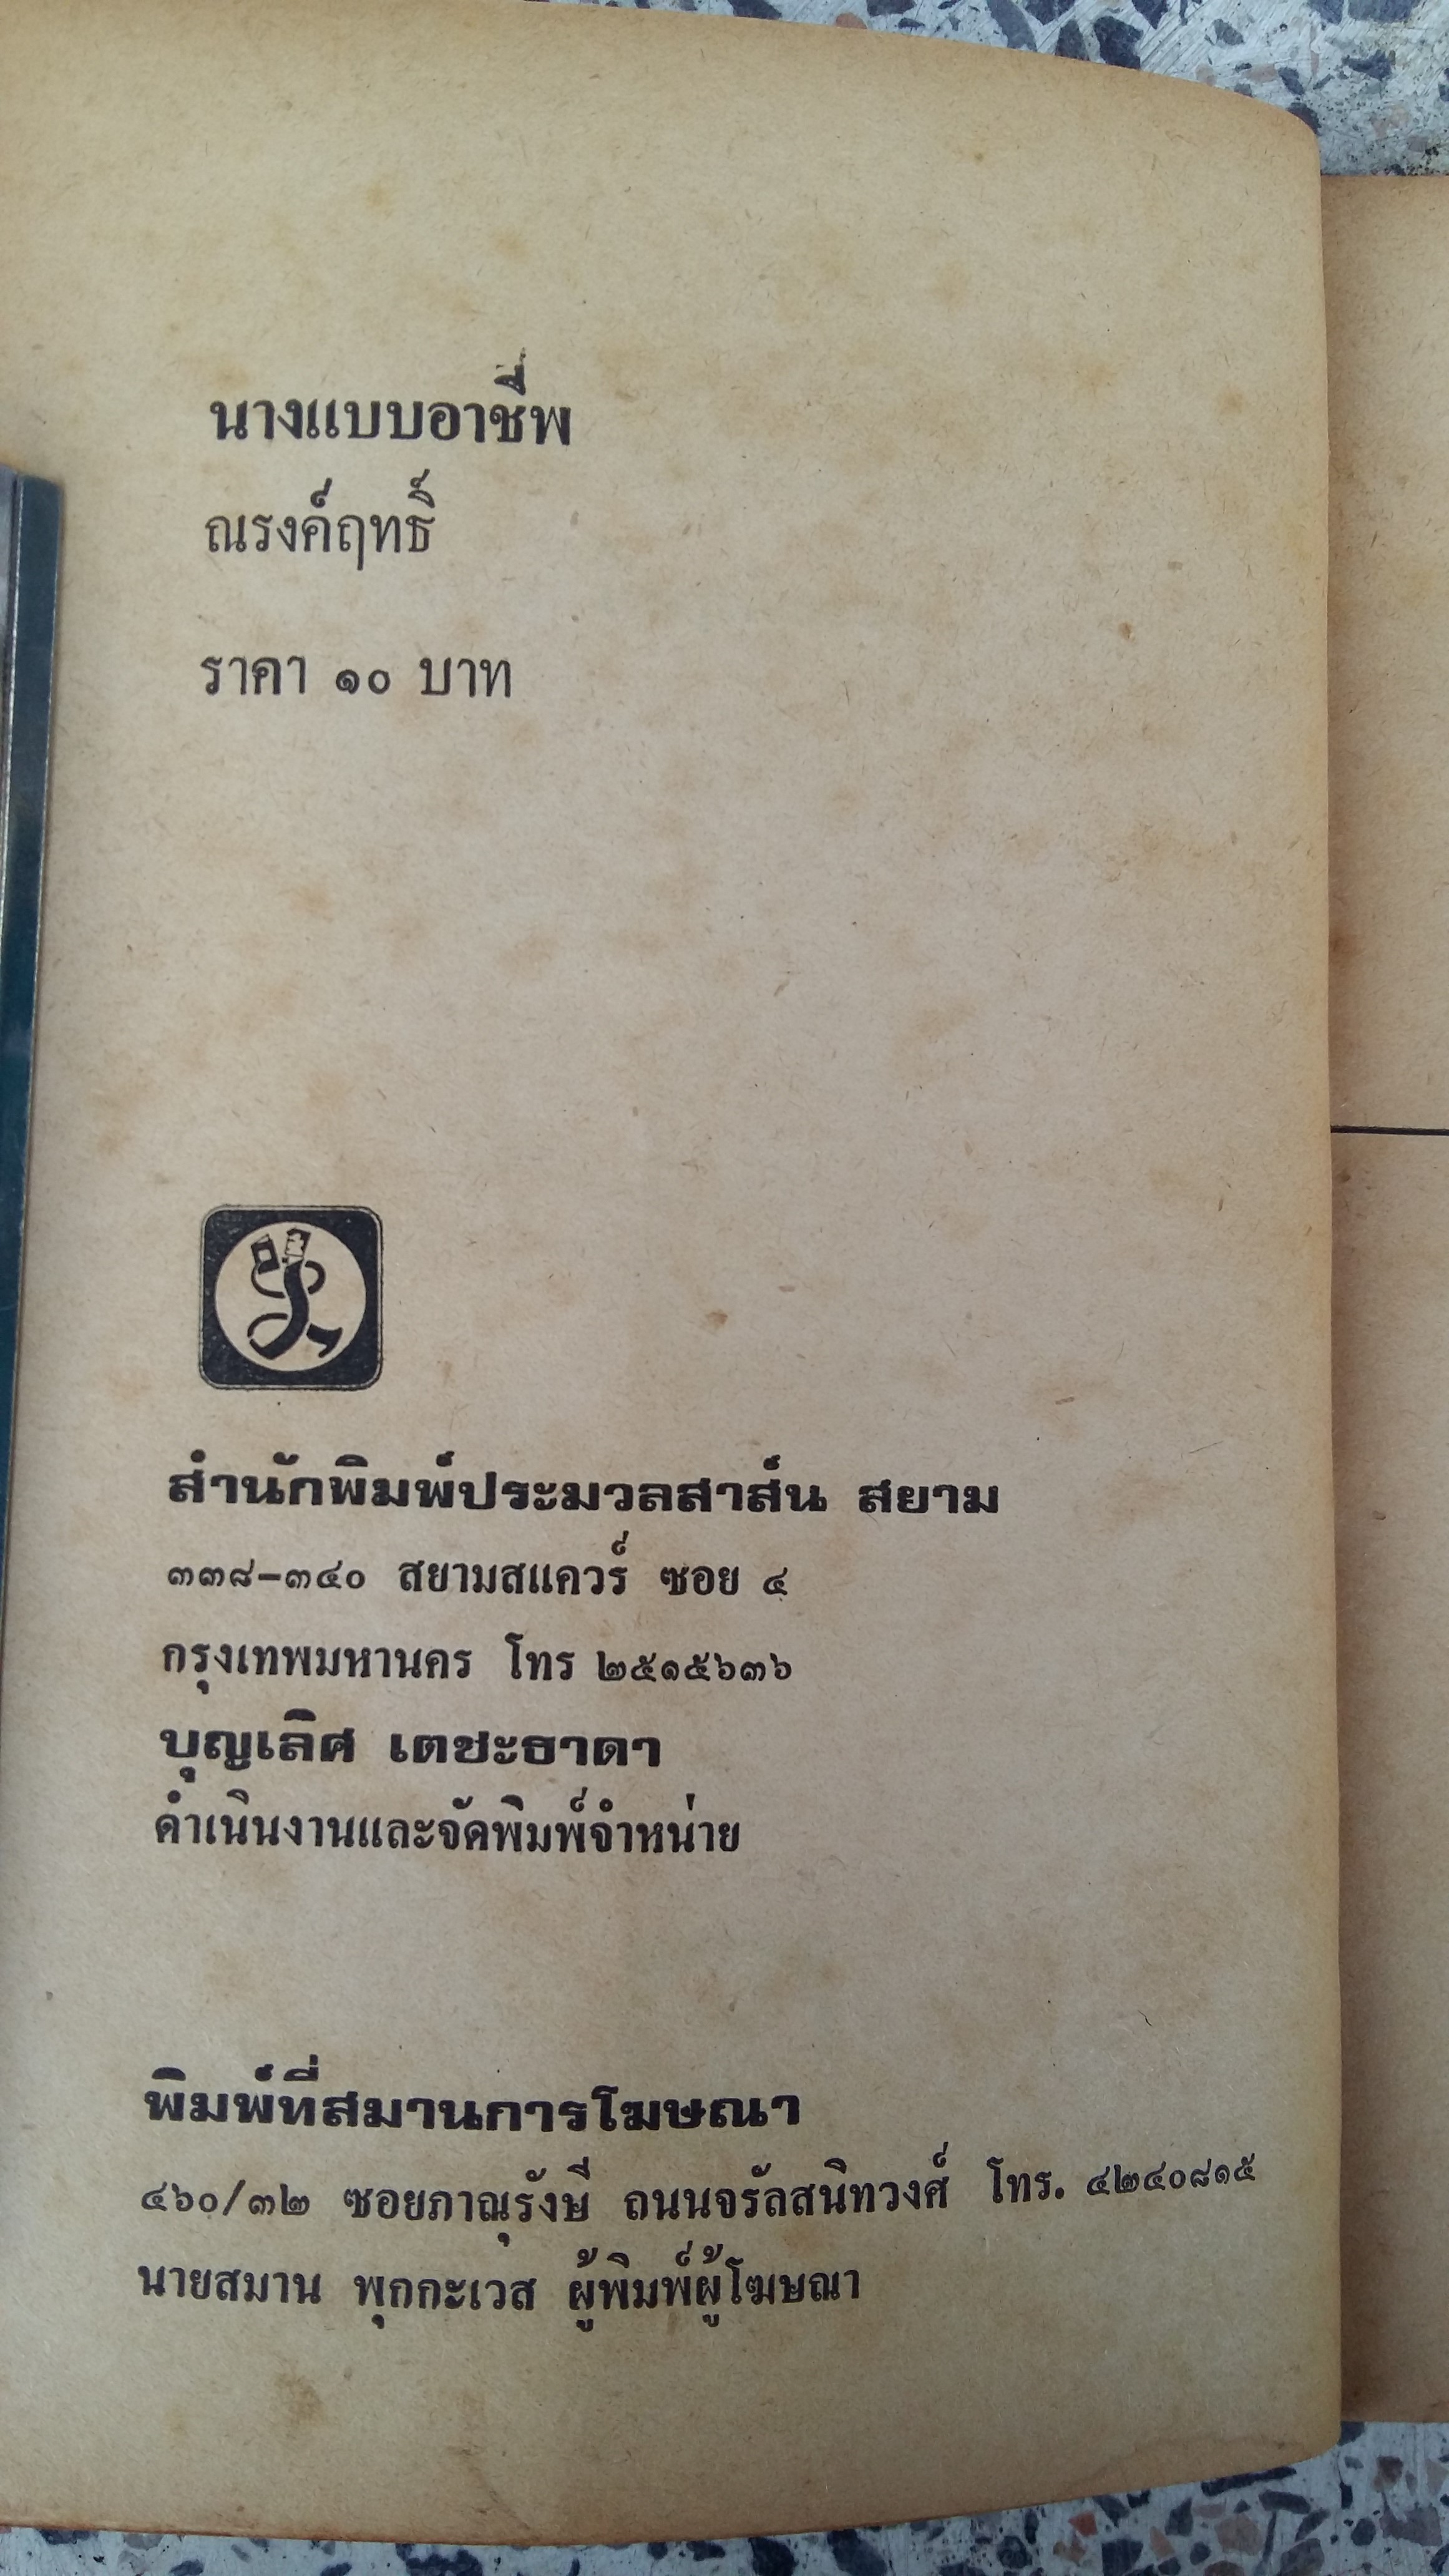 นางแบบอาชีพ
ณรงค์ฤทธิ์
ราคา ๑๐ บาท
สำนักพิมพ์ประมวลสาส์น สยาม
๓๓๘-๓๔๐ สยามสแควร์ ซอย ๔
กรุงเทพมหานคร โทร ๒๕๑๕๖๓๖
บุญเลิศ เตชะธาดา
ดำเนินงานและจัดพิมพ์จำหน่าย
พิมพ์ที่สมานการโฆษณา
๔๖๐/๓๒ ซอยภาณุรังษี ถนนจรัลสนิทวงศ์ โทร. ๔๒๔๐๘๑๕
นายสมาน พุกกะเวส ผู้พิมพ์ผู้โฆษณา